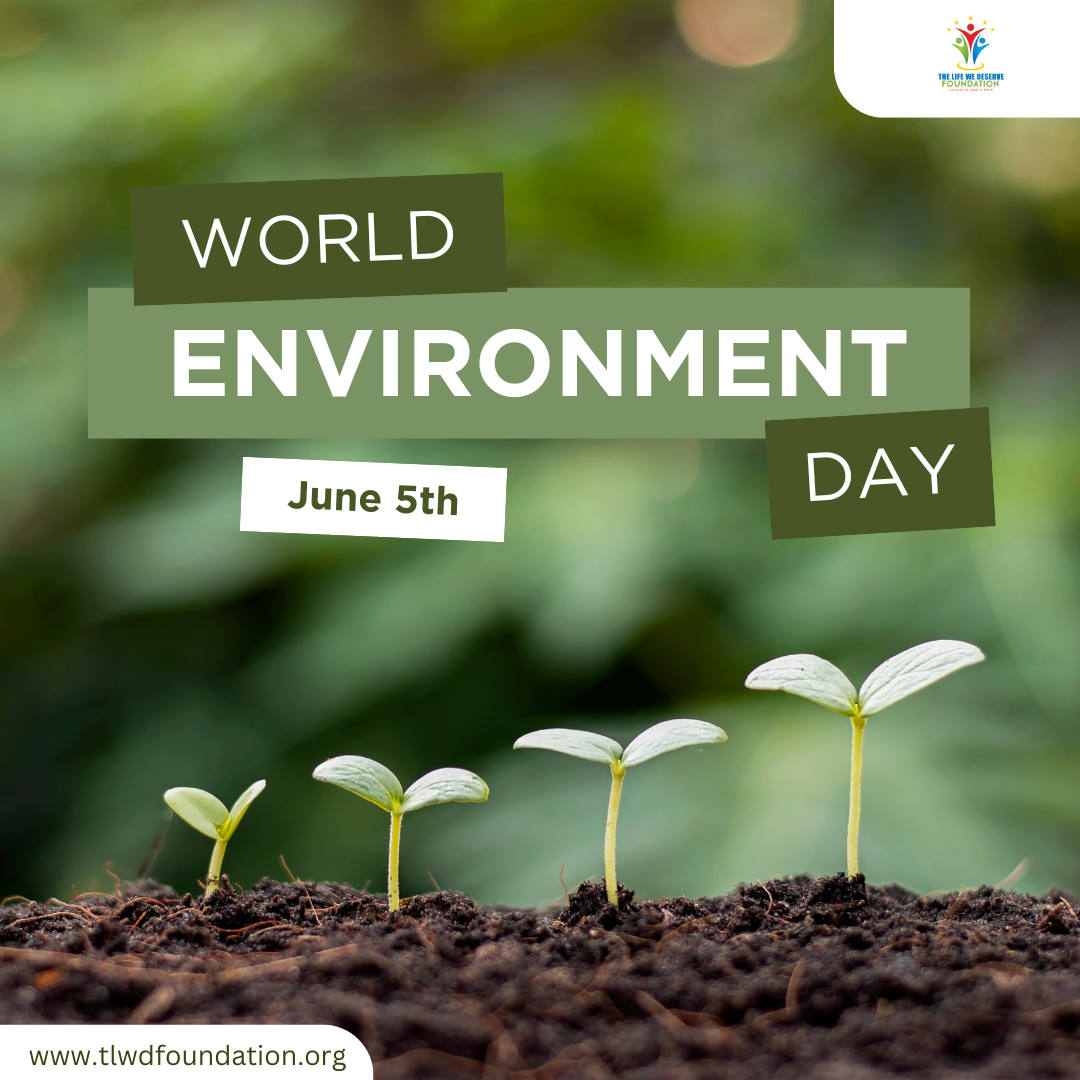 THE LIFE WE DESERVE
FOUNDATION
WORLD
ENVIRONMENT
DAY
June 5th
www.tlwdfoundation.org